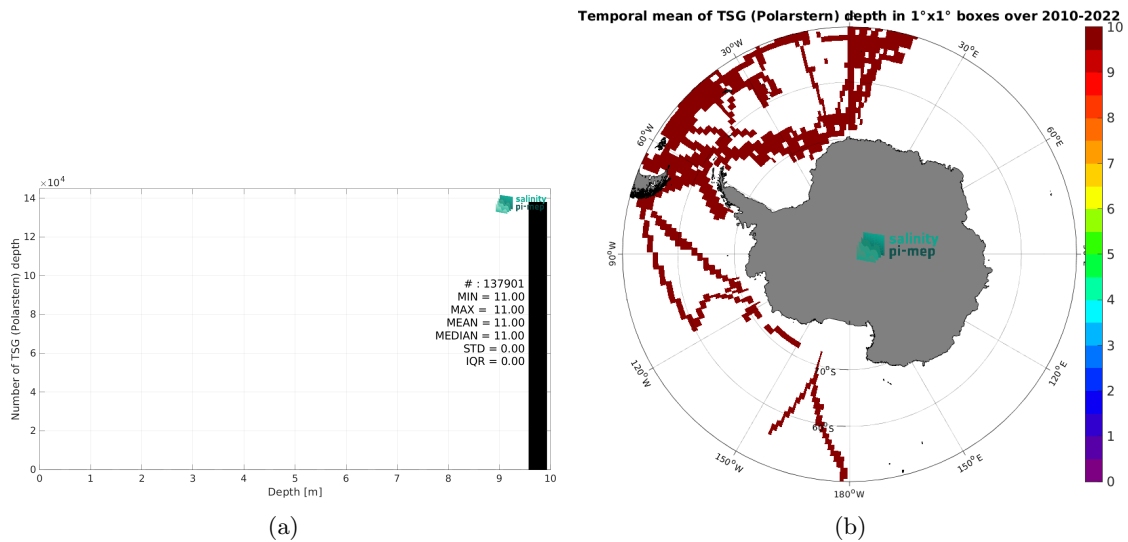 Temporal mean of TSG (Polarstern) depth in 1°x1° boxes over 2010-2022
×10⁴
14
12
10
8
6
4
2
0
Number of TSG (Polarstern) depth
salinity
pi-mep
# : 137901
MIN = 11.00
MAX = 11.00
MEAN = 11.00
MEDIAN = 11.00
STD = 0.00
IQR = 0.00
0 1 2 3 4 5 6 7 8 9 10
Depth [m]
(a)
30°W
30°E
60°W
60°E
90°W
120°W
120°E
150°W
150°E
180°W
70°S
60°S
salinity
pi-mep
10
9
8
7
6
5
4
3
2
1
0
(b)